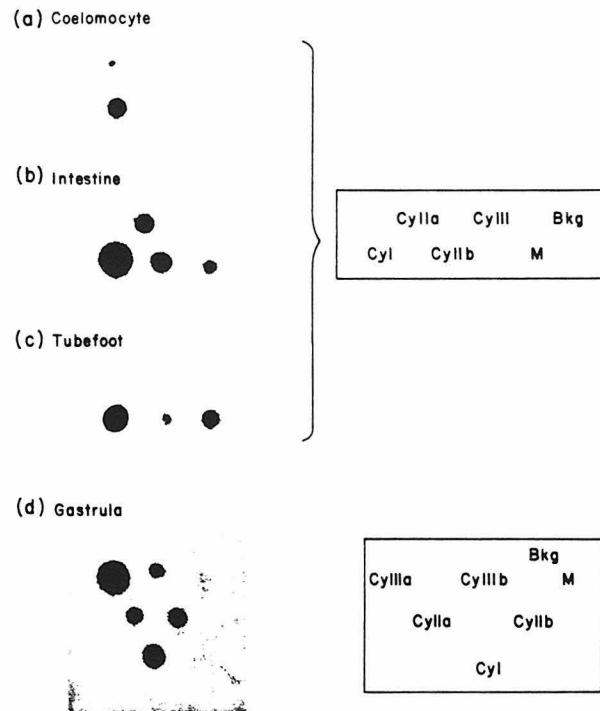 (a) Coelomocyte
(b) Intestine
CyIIa CyIII Bkg
CyI CyIIb M
(c) Tubefoot
(d) Gastrula
Bkg
CyIIIa CyIIIb M
CyIIa CyIIb
CyI